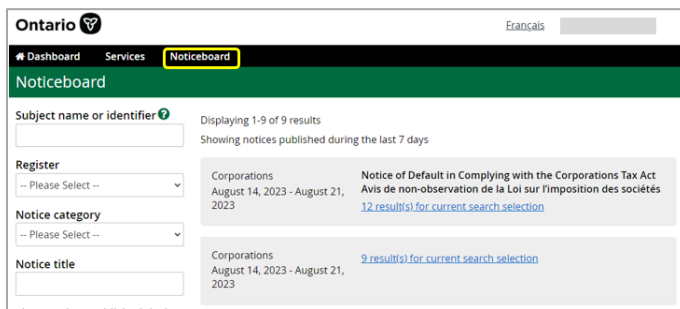 Ontario
Français
Dashboard Services Noticeboard
Noticeboard
Subject name or identifier ?
Displaying 1-9 of 9 results
Showing notices published during the last 7 days
Register
-- Please Select --
Notice category
-- Please Select --
Notice title
Corporations
August 14, 2023 - August 21,
2023
Notice of Default in Complying with the Corporations Tax Act
Avis de non-observation de la Loi sur l'imposition des sociétés
12 result(s) for current search selection
Corporations
August 14, 2023 - August 21,
2023
9 result(s) for current search selection